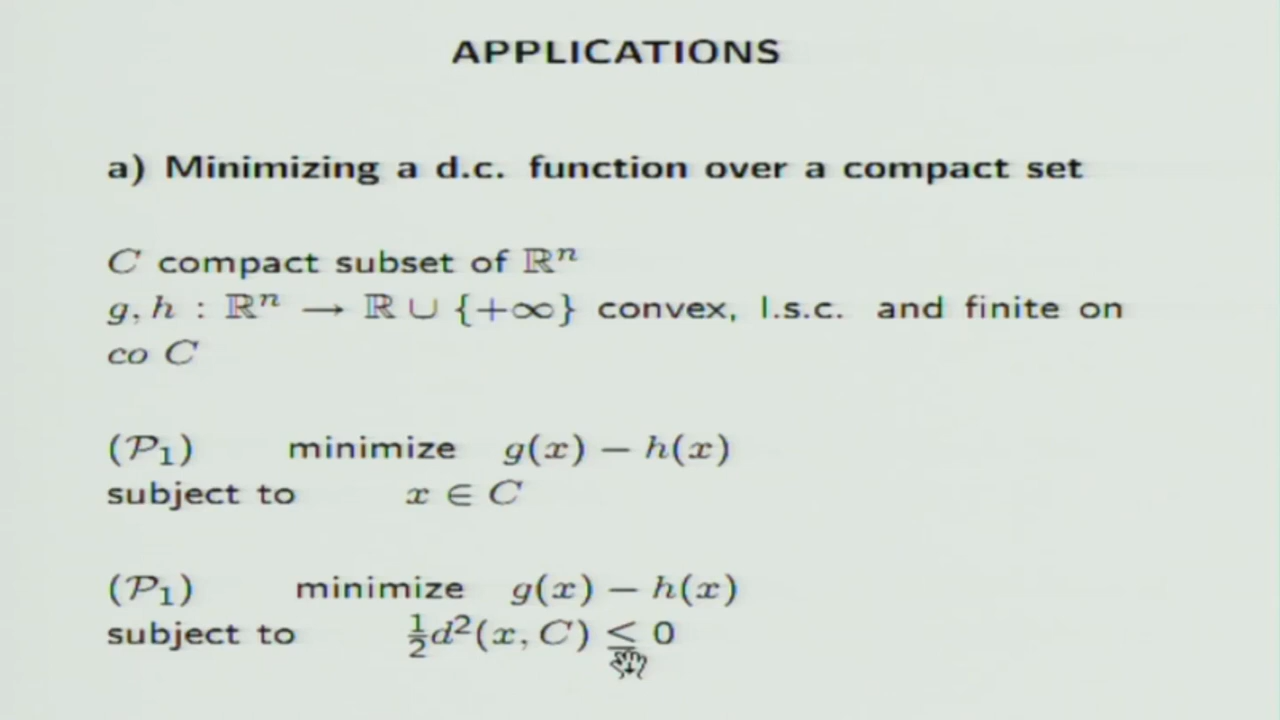 APPLICATIONS
a) Minimizing a d.c. function over a compact set
C compact subset of ℝⁿ
g, h : ℝⁿ → ℝ ∪ {+∞} convex, l.s.c. and finite on
co C
(𝒫₁) minimize g(x) − h(x)
subject to x ∈ C
(𝒫₁) minimize g(x) − h(x)
subject to ½d²(x, C) ≤ 0